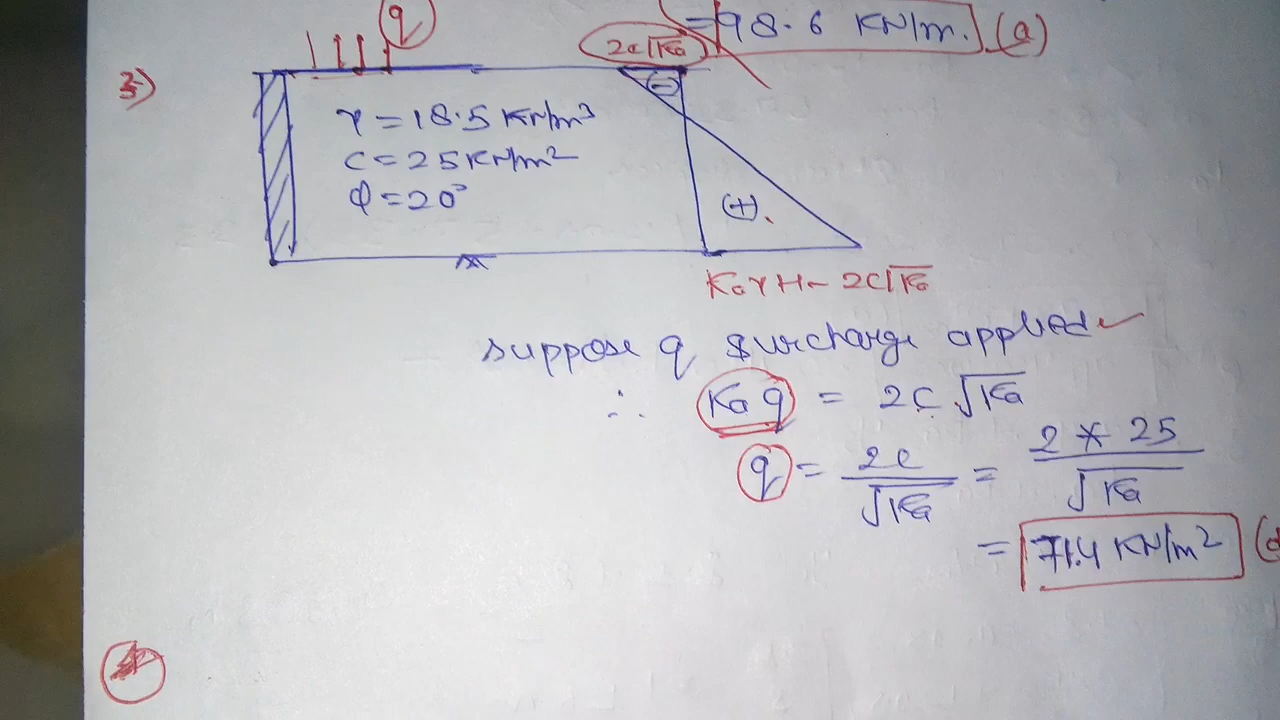 = 98.6 KN/m. (a)
q
2c√Ka
3)
(-)
γ = 18.5 KN/m³
c = 25 KN/m²
φ = 20°
(+).
KaγH - 2c√Ka
suppose q surcharge applied
∴ Ka q = 2c √Ka
q = 2c/√Ka = 2 * 25/√Ka
= 71.4 KN/m²